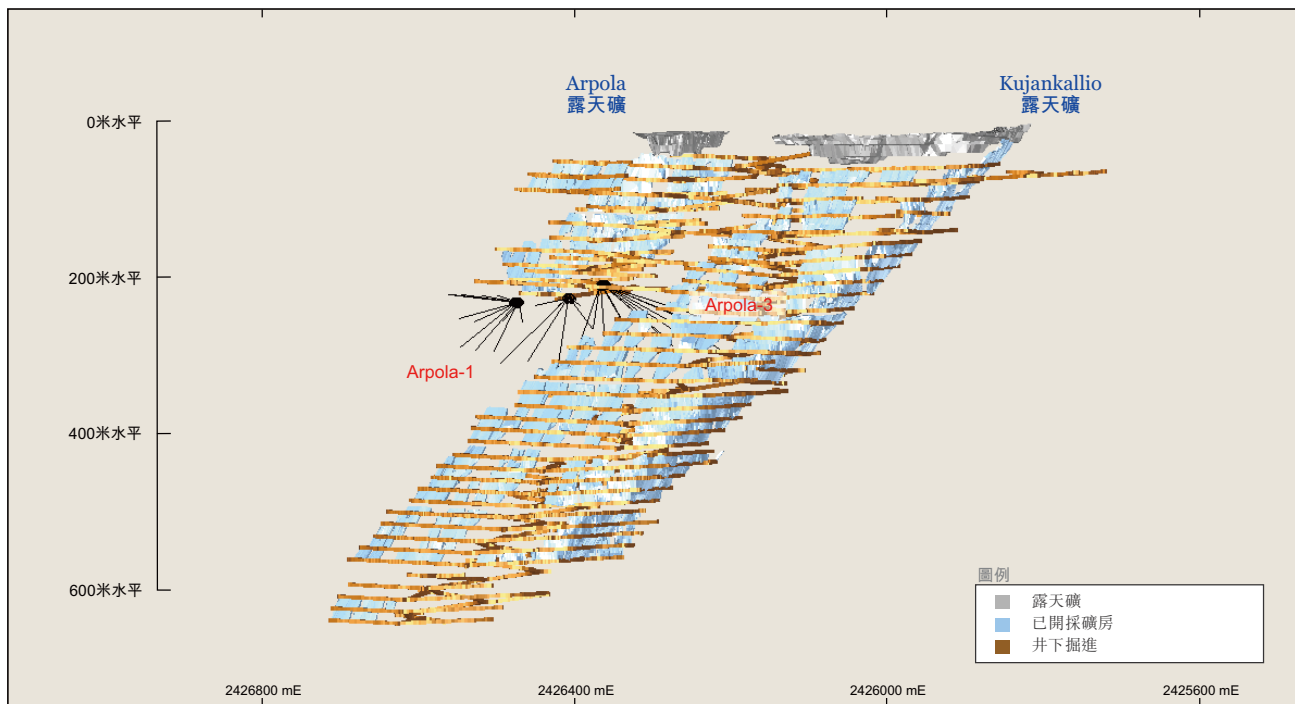 Arpola
露天礦
Kujankallio
露天礦
0米水平
200米水平
Arpola-3
Arpola-1
400米水平
600米水平
圖例
露天礦
已開採礦房
井下掘進
2426800 mE
2426400 mE
2426000 mE
2425600 mE